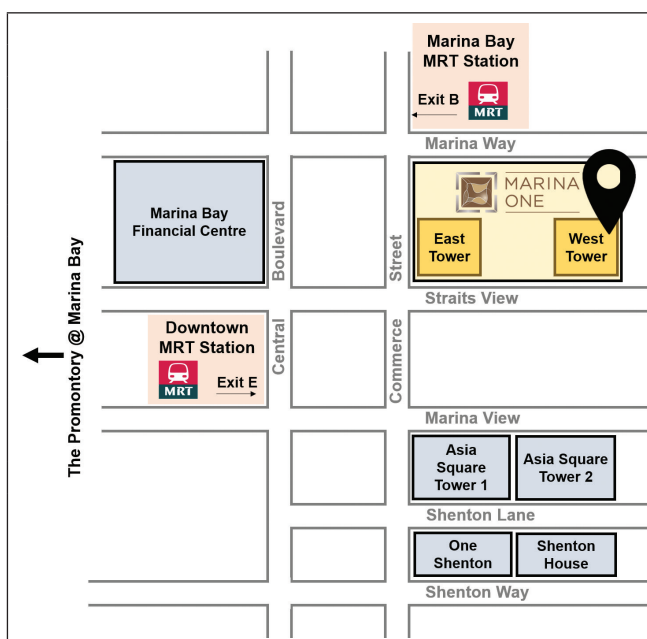 Marina Bay
MRT Station
Exit B
MRT
Marina Way
Marina Bay
Financial Centre
Boulevard
Street
MARINA
ONE
East
Tower
West
Tower
Straits View
The Promontory @ Marina Bay
Downtown
MRT Station
MRT
Exit E
Central
Commerce
Marina View
Asia
Square
Tower 1
Asia Square
Tower 2
Shenton Lane
One
Shenton
Shenton
House
Shenton Way